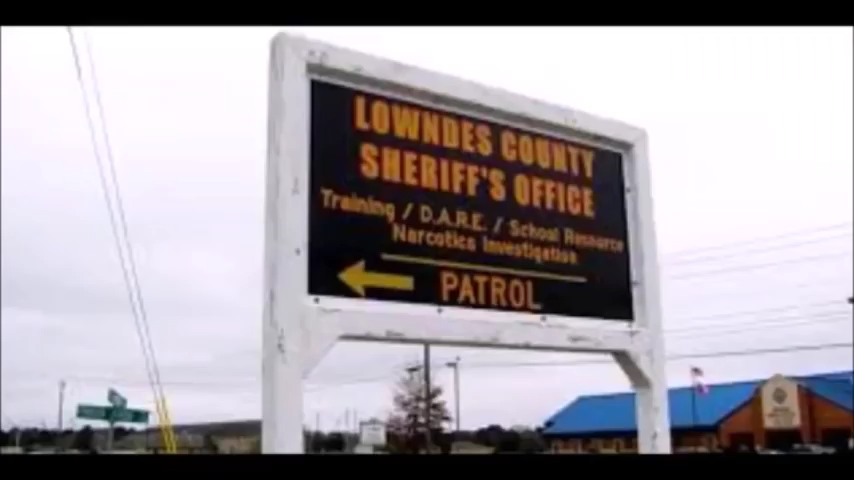 LOWNDES COUNTY
SHERIFF'S OFFICE
Training / D.A.R.E. / School Resource
Narcotics Investigation
PATROL